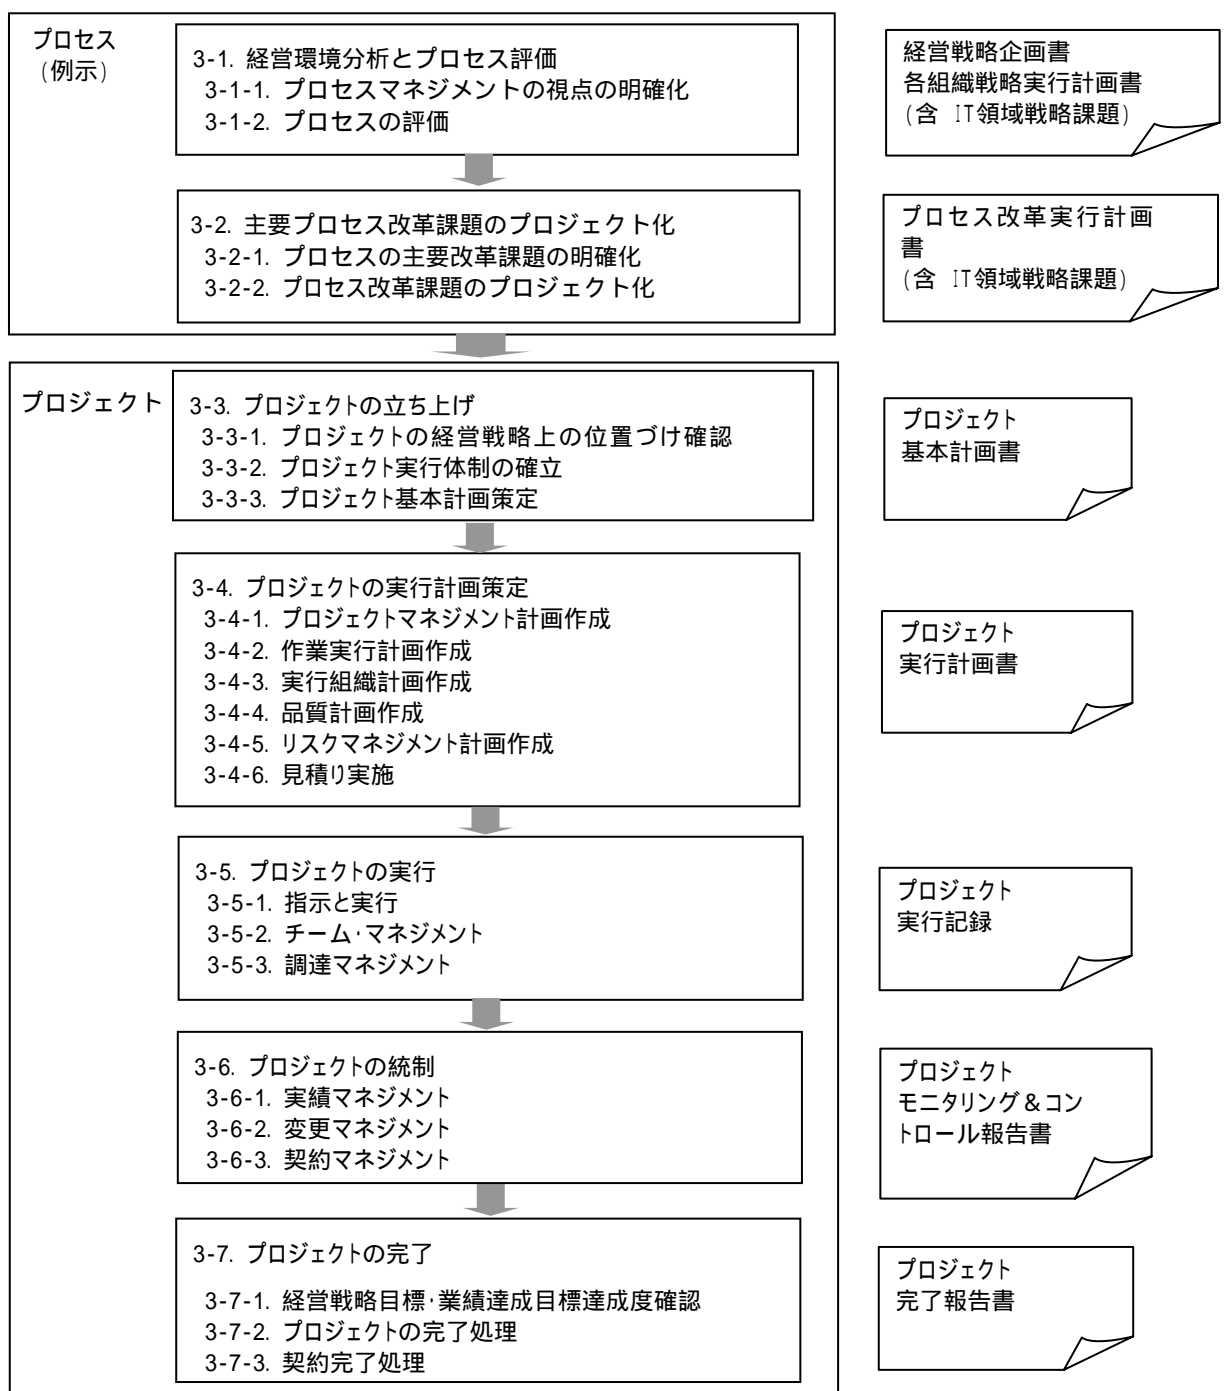 プロセス
(例示)
3-1. 経営環境分析とプロセス評価
3-1-1. プロセスマネジメントの視点の明確化
3-1-2. プロセスの評価
経営戦略企画書
各組織戦略実行計画書
(含 IT領域戦略課題)
3-2. 主要プロセス改革課題のプロジェクト化
3-2-1. プロセスの主要改革課題の明確化
3-2-2. プロセス改革課題のプロジェクト化
プロセス改革実行計画
書
(含 IT領域戦略課題)
プロジェクト
3-3. プロジェクトの立ち上げ
3-3-1. プロジェクトの経営戦略上の位置づけ確認
3-3-2. プロジェクト実行体制の確立
3-3-3. プロジェクト基本計画策定
プロジェクト
基本計画書
3-4. プロジェクトの実行計画策定
3-4-1. プロジェクトマネジメント計画作成
3-4-2. 作業実行計画作成
3-4-3. 実行組織計画作成
3-4-4. 品質計画作成
3-4-5. リスクマネジメント計画作成
3-4-6. 見積り実施
プロジェクト
実行計画書
3-5. プロジェクトの実行
3-5-1. 指示と実行
3-5-2. チーム・マネジメント
3-5-3. 調達マネジメント
プロジェクト
実行記録
3-6. プロジェクトの統制
3-6-1. 実績マネジメント
3-6-2. 変更マネジメント
3-6-3. 契約マネジメント
プロジェクト
モニタリング＆コン
トロール報告書
3-7. プロジェクトの完了
3-7-1. 経営戦略目標・業績達成目標達成度確認
3-7-2. プロジェクトの完了処理
3-7-3. 契約完了処理
プロジェクト
完了報告書